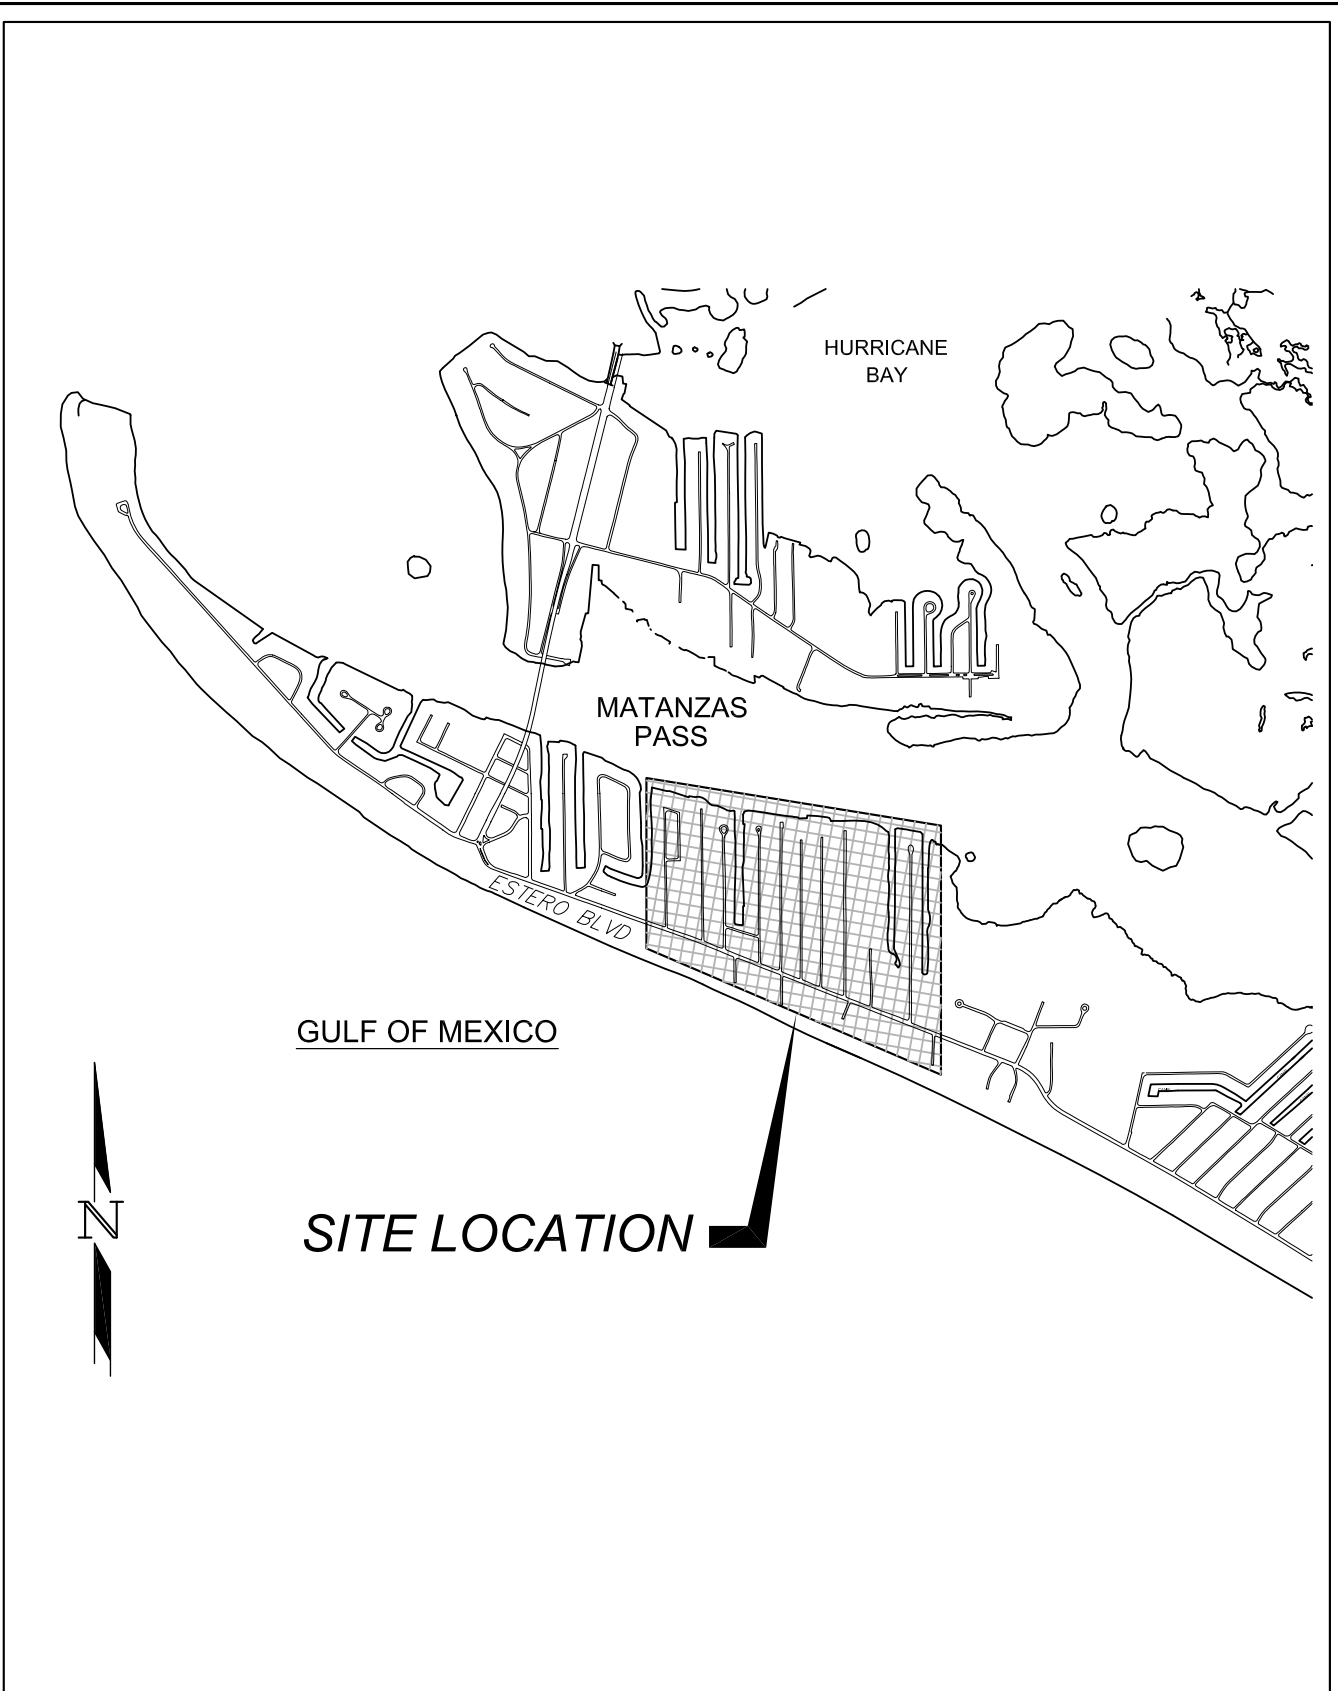 HURRICANE
BAY
MATANZAS
PASS
ESTERO BLVD
GULF OF MEXICO
N
SITE LOCATION